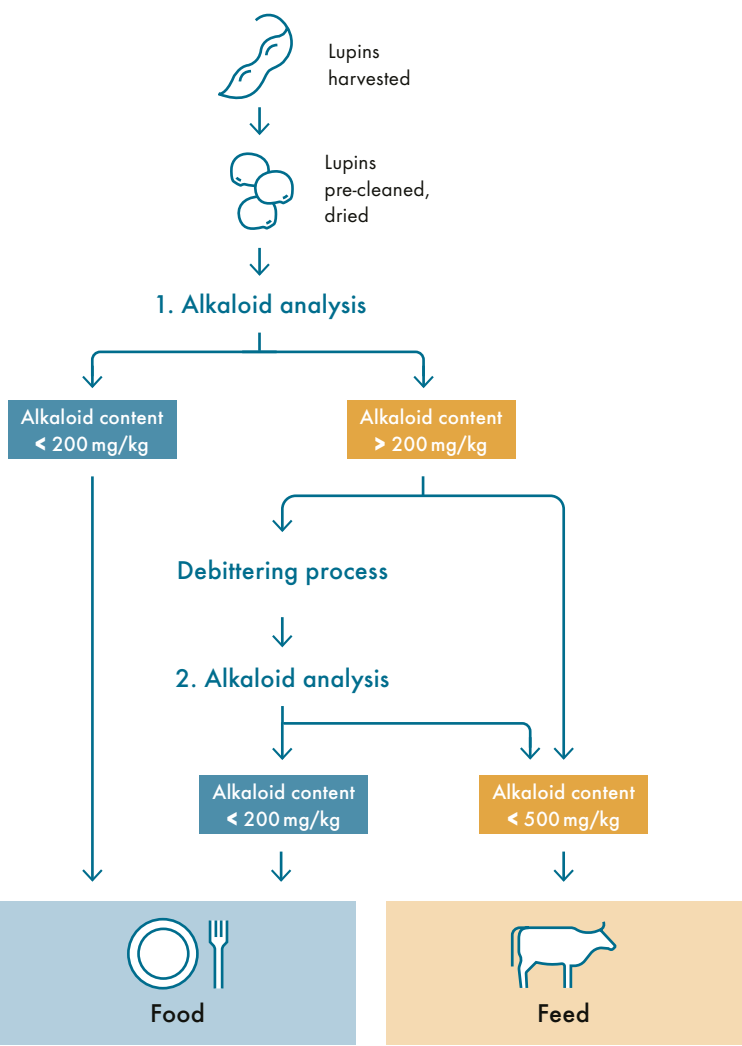 Lupins
harvested
Lupins
pre-cleaned,
dried
1. Alkaloid analysis
Alkaloid content
< 200 mg/kg
Alkaloid content
> 200 mg/kg
Debittering process
2. Alkaloid analysis
Alkaloid content
< 200 mg/kg
Alkaloid content
< 500 mg/kg
Food
Feed